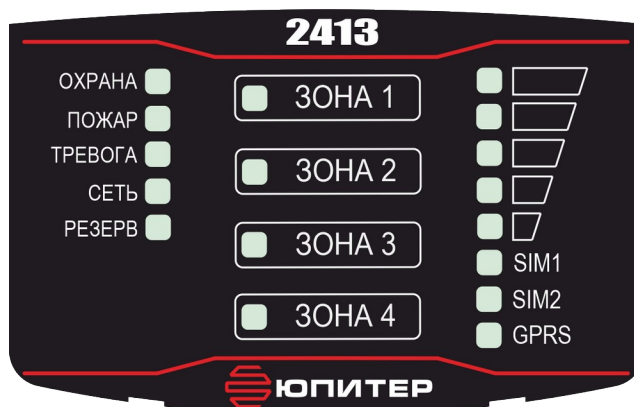 2413
ОХРАНА
ПОЖАР
ТРЕВОГА
СЕТЬ
РЕЗЕРВ
ЗОНА 1
ЗОНА 2
ЗОНА 3
ЗОНА 4
SIM1
SIM2
GPRS
ЮПИТЕР